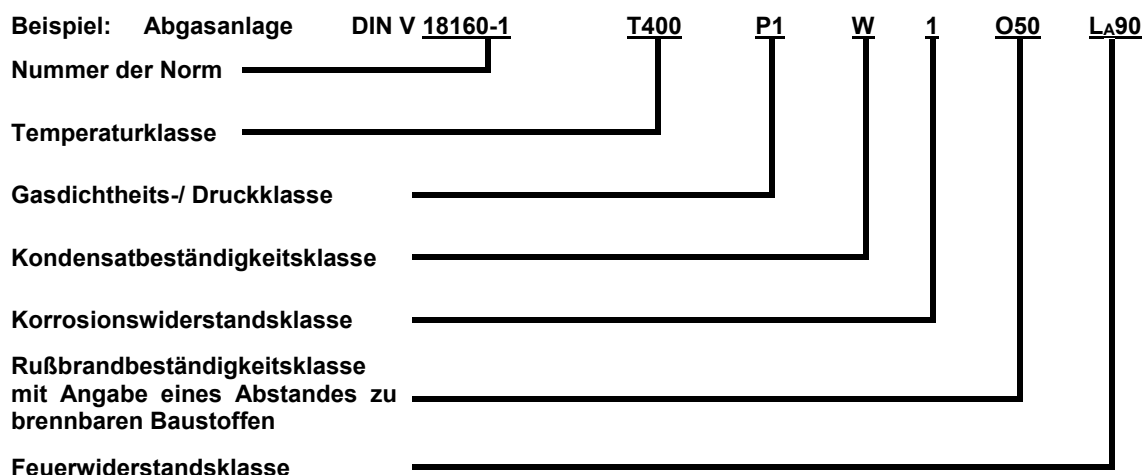 Beispiel: Abgasanlage DIN V 18160-1 T400 P1 W 1 O50 LA90
Nummer der Norm
Temperaturklasse
Gasdichtheits-/ Druckklasse
Kondensatbeständigkeitsklasse
Korrosionswiderstandsklasse
Rußbrandbeständigkeitsklasse
mit Angabe eines Abstandes zu
brennbaren Baustoffen
Feuerwiderstandsklasse